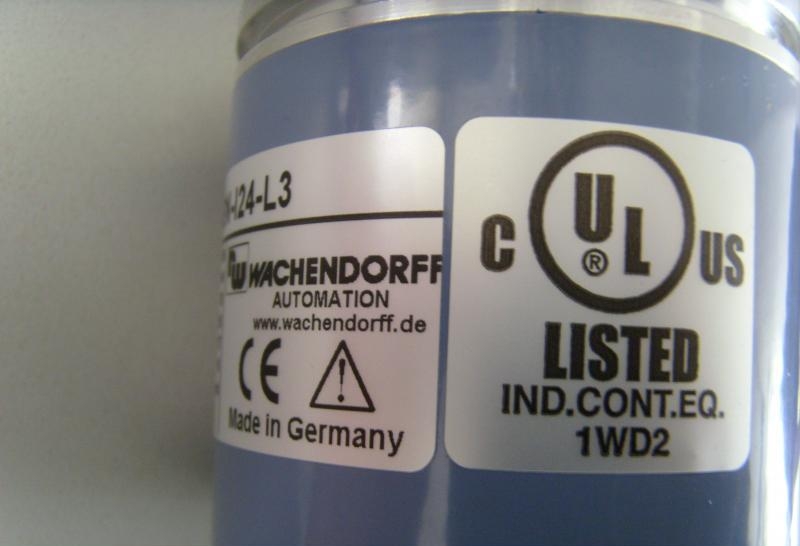 -I24-L3
WACHENDORFF
AUTOMATION
www.wachendorff.de
CE
Made in Germany
C UL US
®
LISTED
IND.CONT.EQ.
1WD2